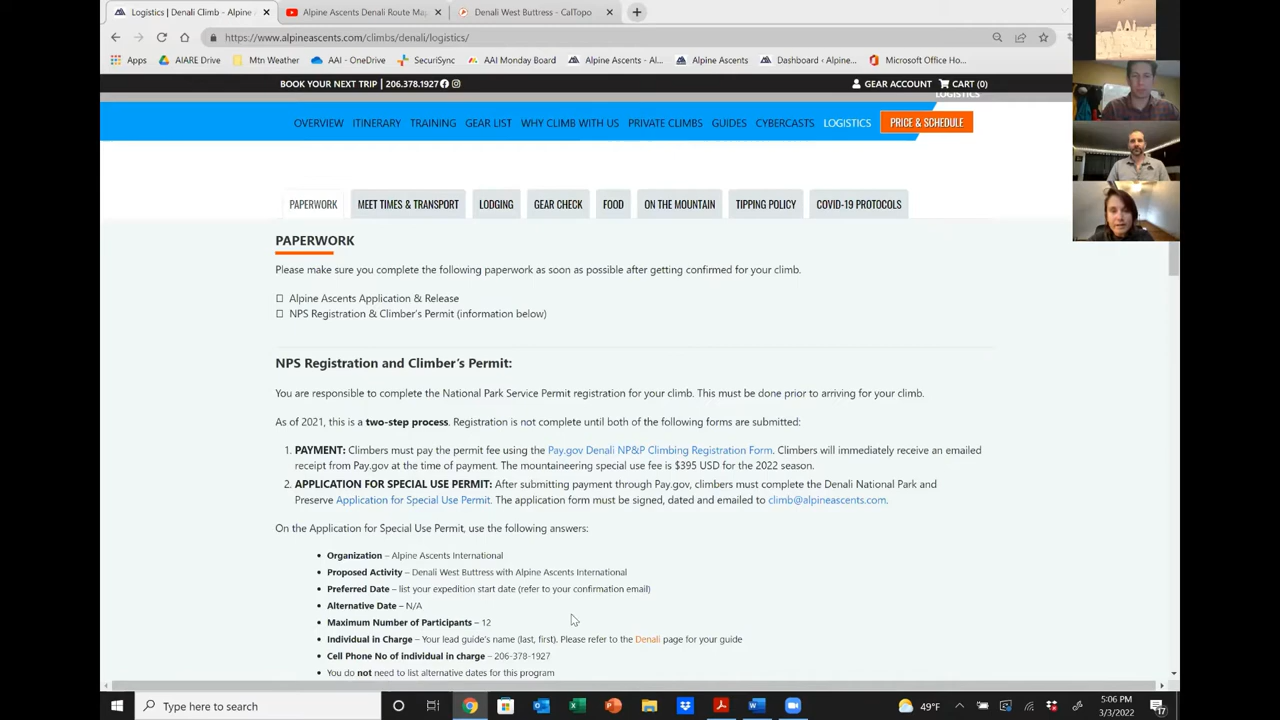 Logistics | Denali Climb - Alpine
Alpine Ascents Denali Route Ma
Denali West Buttress - CalTopo
https://www.alpineascents.com/climbs/denali/logistics/
Apps
AIARE Drive
Mtn Weather
AAI - OneDrive
SecuriSync
AAI Monday Board
Alpine Ascents - Al...
Alpine Ascents
Dashboard ‹ Alpine...
Microsoft Office Ho...
BOOK YOUR NEXT TRIP | 206.378.1927
GEAR ACCOUNT
CART (0)
LOGISTICS
OVERVIEW ITINERARY TRAINING GEAR LIST WHY CLIMB WITH US PRIVATE CLIMBS GUIDES CYBERCASTS LOGISTICS PRICE & SCHEDULE
PAPERWORK MEET TIMES & TRANSPORT LODGING GEAR CHECK FOOD ON THE MOUNTAIN TIPPING POLICY COVID-19 PROTOCOLS
PAPERWORK
Please make sure you complete the following paperwork as soon as possible after getting confirmed for your climb.
☐ Alpine Ascents Application & Release
☐ NPS Registration & Climber's Permit (information below)
NPS Registration and Climber's Permit:
You are responsible to complete the National Park Service Permit registration for your climb. This must be done prior to arriving for your climb.
As of 2021, this is a two-step process. Registration is not complete until both of the following forms are submitted:
1. PAYMENT: Climbers must pay the permit fee using the Pay.gov Denali NP&P Climbing Registration Form. Climbers will immediately receive an emailed
receipt from Pay.gov at the time of payment. The mountaineering special use fee is $395 USD for the 2022 season.
2. APPLICATION FOR SPECIAL USE PERMIT: After submitting payment through Pay.gov, climbers must complete the Denali National Park and
Preserve Application for Special Use Permit. The application form must be signed, dated and emailed to climb@alpineascents.com.
On the Application for Special Use Permit, use the following answers:
• Organization – Alpine Ascents International
• Proposed Activity – Denali West Buttress with Alpine Ascents International
• Preferred Date – list your expedition start date (refer to your confirmation email)
• Alternative Date – N/A
• Maximum Number of Participants – 12
• Individual in Charge – Your lead guide's name (last, first). Please refer to the Denali page for your guide
• Cell Phone No of individual in charge – 206-378-1927
• You do not need to list alternative dates for this program
Type here to search
49°F
5:06 PM
3/3/2022
17
AAi